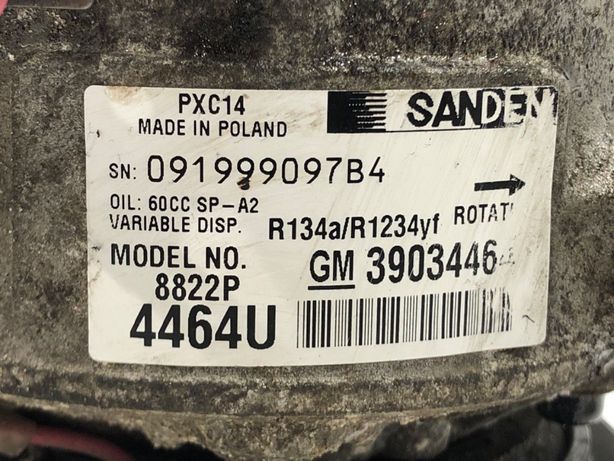 PXC14
MADE IN POLAND
SANDEN
SN: 091999097B4
OIL: 60CC SP-A2
VARIABLE DISP.
R134a/R1234yf
MODEL NO.
8822P
4464U
GM 3903446